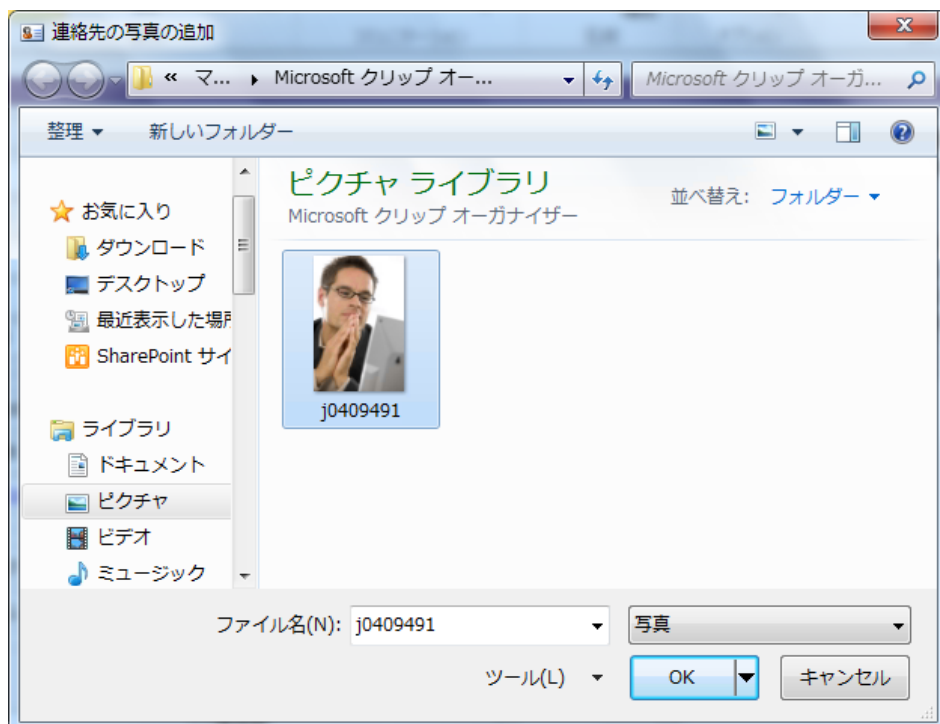 連絡先の写真の追加
« マ... ▸ Microsoft クリップ オー...
Microsoft クリップ オーガ...
整理 ▼ 新しいフォルダー
ピクチャ ライブラリ
Microsoft クリップ オーガナイザー
並べ替え: フォルダー ▼
お気に入り
ダウンロード
デスクトップ
最近表示した場所
SharePoint サイ
ライブラリ
ドキュメント
ピクチャ
ビデオ
ミュージック
j0409491
ファイル名(N): j0409491
写真
ツール(L) ▼
OK
キャンセル